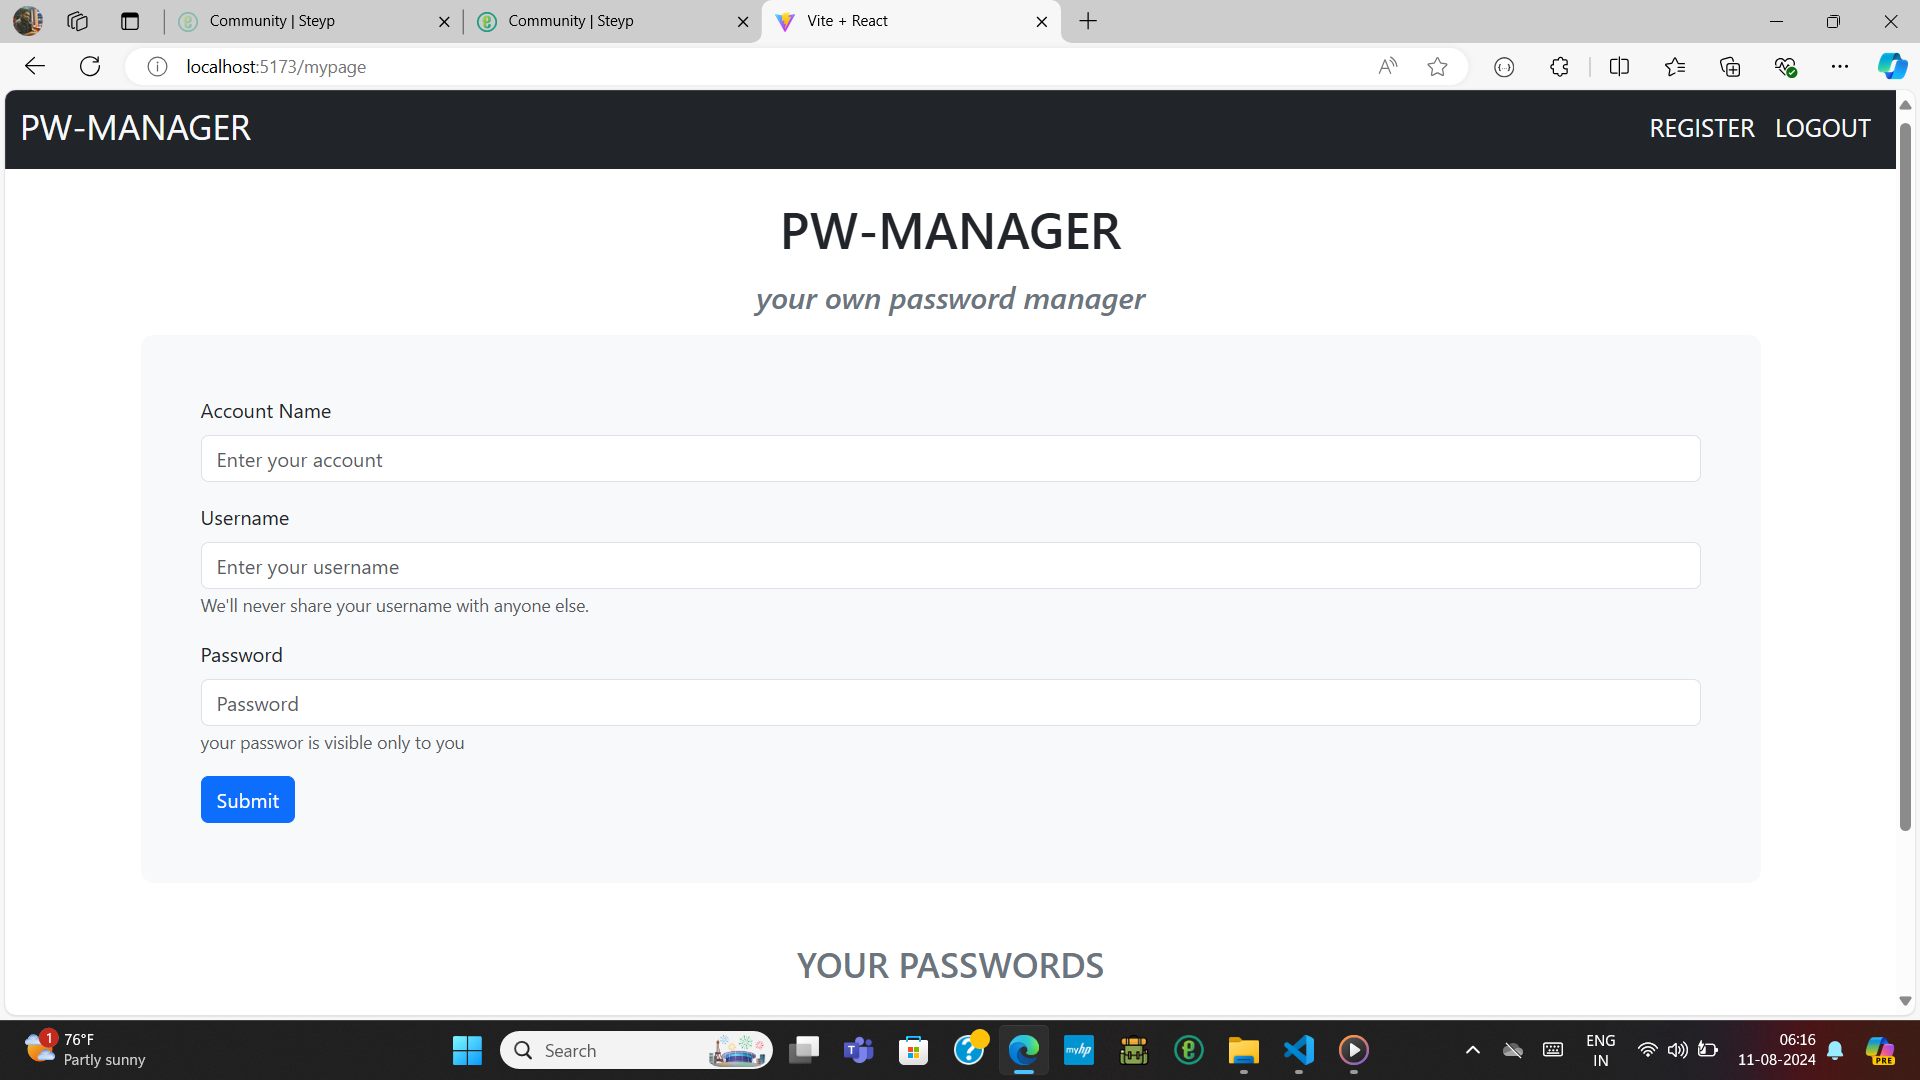 Community | Steyp
Community | Steyp
Vite + React
localhost:5173/mypage
PW-MANAGER
REGISTER
LOGOUT
PW-MANAGER
your own password manager
Account Name
Enter your account
Username
Enter your username
We'll never share your username with anyone else.
Password
Password
your passwor is visible only to you
Submit
YOUR PASSWORDS
1
76°F
Partly sunny
Search
T
?
myhp
ENG
IN
06:16
11-08-2024
PRE